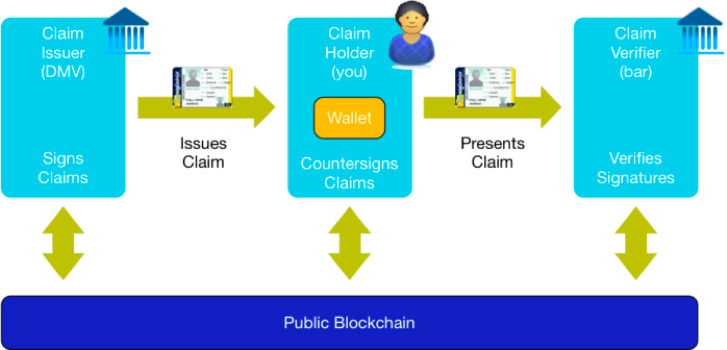 Claim
Issuer
(DMV)
Signs
Claims
Issues
Claim
Claim
Holder
(you)
Wallet
Countersigns
Claims
Presents
Claim
Claim
Verifier
(bar)
Verifies
Signatures
Public Blockchain